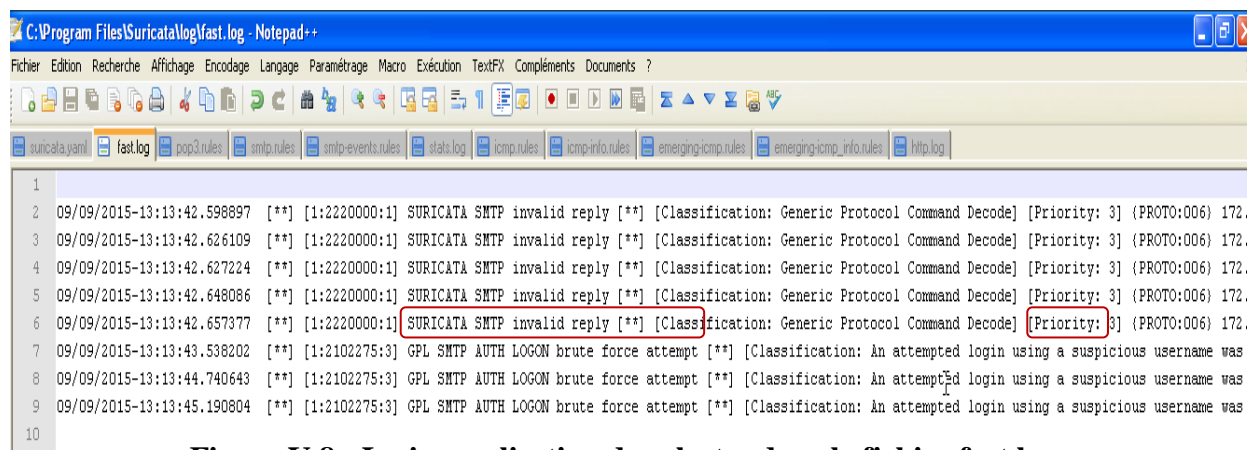 C:\Program Files\Suricata\log\fast.log - Notepad++
Fichier Edition Recherche Affichage Encodage Langage Paramétrage Macro Exécution TextFX Compléments Documents ?
suricata.yaml fast.log pop3.rules smtp.rules smtp-events.rules stats.log icmp.rules icmp-info.rules emerging-icmp.rules emerging-icmp_info.rules http.log
1
2 09/09/2015-13:13:42.598897 [**] [1:2220000:1] SURICATA SMTP invalid reply [**] [Classification: Generic Protocol Command Decode] [Priority: 3] {PROTO:006} 172.
3 09/09/2015-13:13:42.626109 [**] [1:2220000:1] SURICATA SMTP invalid reply [**] [Classification: Generic Protocol Command Decode] [Priority: 3] {PROTO:006} 172.
4 09/09/2015-13:13:42.627224 [**] [1:2220000:1] SURICATA SMTP invalid reply [**] [Classification: Generic Protocol Command Decode] [Priority: 3] {PROTO:006} 172.
5 09/09/2015-13:13:42.648086 [**] [1:2220000:1] SURICATA SMTP invalid reply [**] [Classification: Generic Protocol Command Decode] [Priority: 3] {PROTO:006} 172.
6 09/09/2015-13:13:42.657377 [**] [1:2220000:1] SURICATA SMTP invalid reply [**] [Classification: Generic Protocol Command Decode] [Priority: 3] {PROTO:006} 172.
7 09/09/2015-13:13:43.538202 [**] [1:2102275:3] GPL SMTP AUTH LOGON brute force attempt [**] [Classification: An attempted login using a suspicious username was
8 09/09/2015-13:13:44.740643 [**] [1:2102275:3] GPL SMTP AUTH LOGON brute force attempt [**] [Classification: An attempted login using a suspicious username was
9 09/09/2015-13:13:45.190804 [**] [1:2102275:3] GPL SMTP AUTH LOGON brute force attempt [**] [Classification: An attempted login using a suspicious username was
10